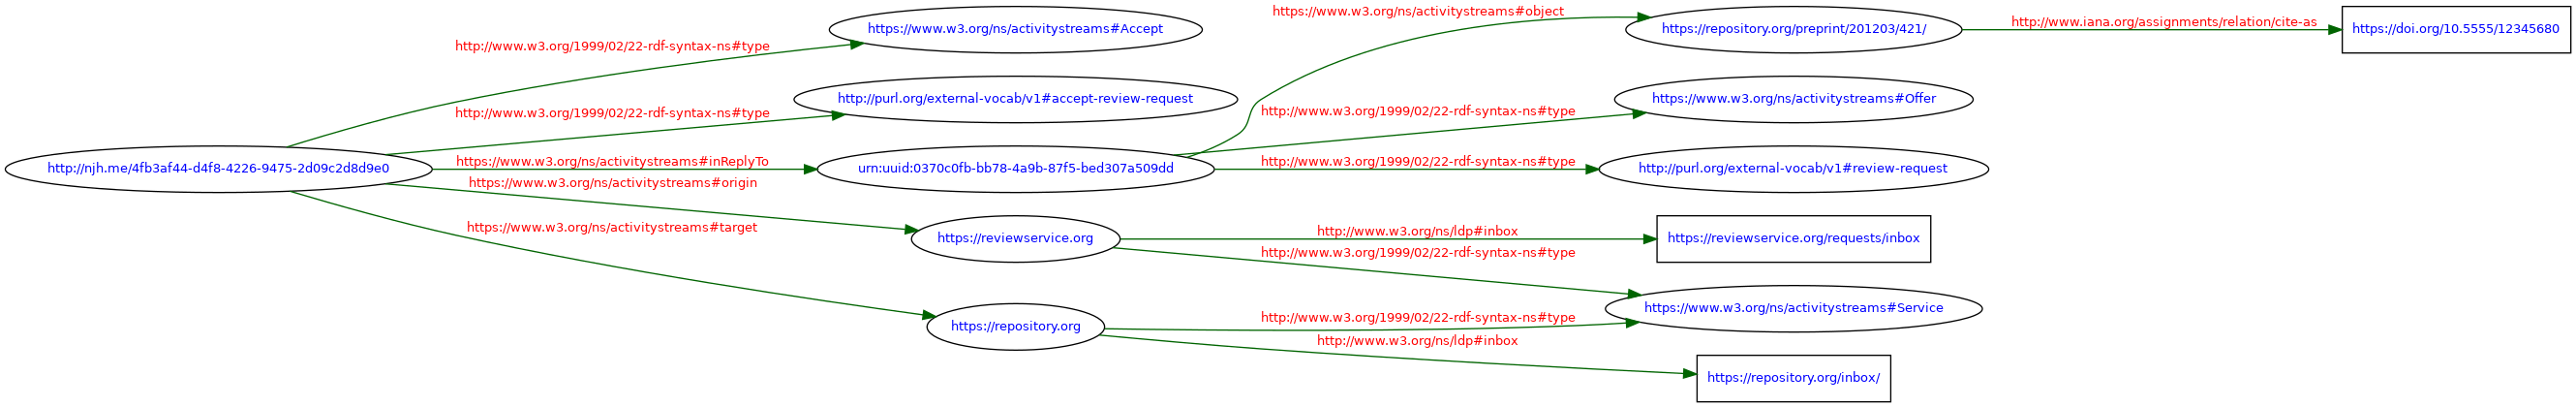 https://www.w3.org/ns/activitystreams#object
https://www.w3.org/ns/activitystreams#Accept
https://repository.org/preprint/201203/421/
http://www.iana.org/assignments/relation/cite-as
https://doi.org/10.5555/12345680
http://www.w3.org/1999/02/22-rdf-syntax-ns#type
http://purl.org/external-vocab/v1#accept-review-request
https://www.w3.org/ns/activitystreams#Offer
http://www.w3.org/1999/02/22-rdf-syntax-ns#type
http://www.w3.org/1999/02/22-rdf-syntax-ns#type
http://njh.me/4fb3af44-d4f8-4226-9475-2d09c2d8d9e0
https://www.w3.org/ns/activitystreams#inReplyTo
urn:uuid:0370c0fb-bb78-4a9b-87f5-bed307a509dd
http://www.w3.org/1999/02/22-rdf-syntax-ns#type
http://purl.org/external-vocab/v1#review-request
https://www.w3.org/ns/activitystreams#origin
https://www.w3.org/ns/activitystreams#target
https://reviewservice.org
http://www.w3.org/ns/ldp#inbox
https://reviewservice.org/requests/inbox
http://www.w3.org/1999/02/22-rdf-syntax-ns#type
https://www.w3.org/ns/activitystreams#Service
http://www.w3.org/1999/02/22-rdf-syntax-ns#type
https://repository.org
http://www.w3.org/ns/ldp#inbox
https://repository.org/inbox/